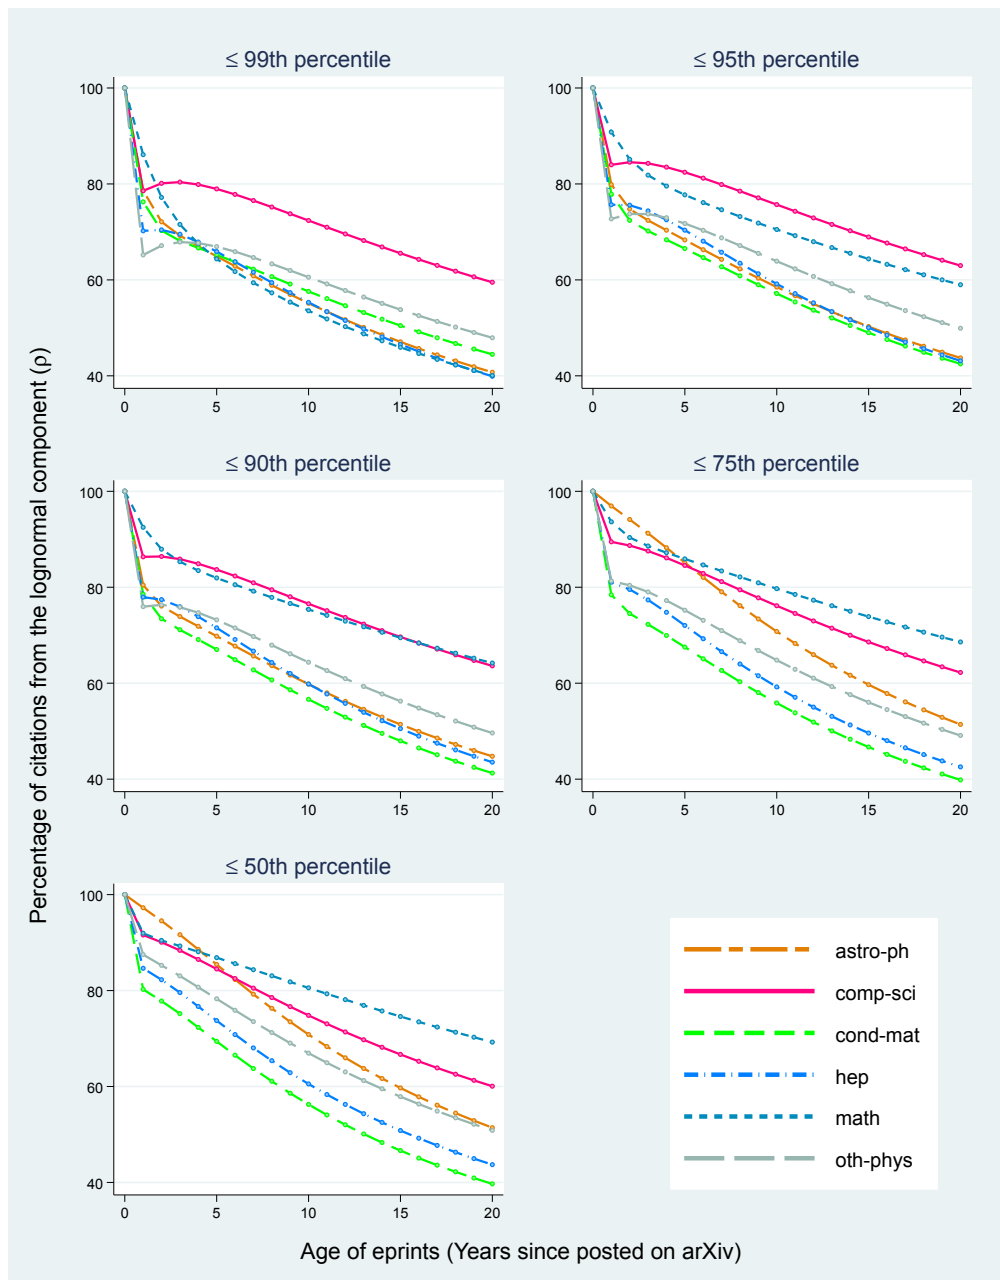 ≤ 99th percentile
≤ 95th percentile
100
80
60
40
0 5 10 15 20
100
80
60
40
0 5 10 15 20
≤ 90th percentile
≤ 75th percentile
100
80
60
40
0 5 10 15 20
100
80
60
40
0 5 10 15 20
≤ 50th percentile
100
80
60
40
0 5 10 15 20
Percentage of citations from the lognormal component (ρ)
Age of eprints (Years since posted on arXiv)
astro-ph
comp-sci
cond-mat
hep
math
oth-phys